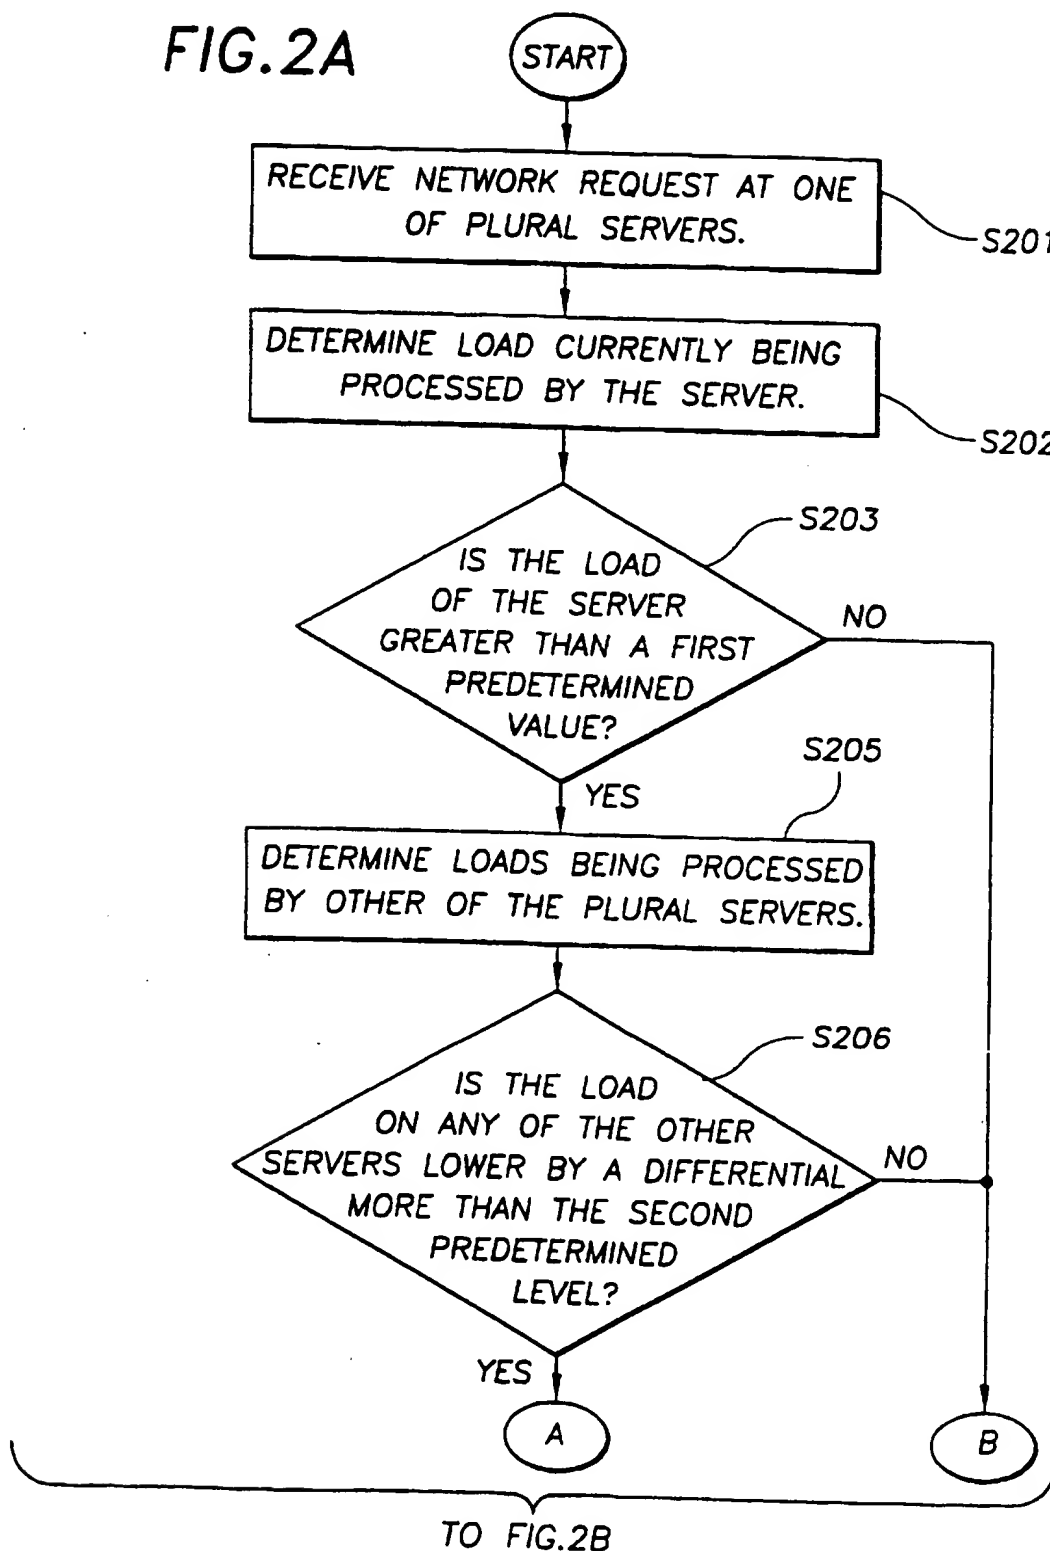 FIG.2A
START
RECEIVE NETWORK REQUEST AT ONE
OF PLURAL SERVERS.
S201
DETERMINE LOAD CURRENTLY BEING
PROCESSED BY THE SERVER.
S202
S203
IS THE LOAD
OF THE SERVER
GREATER THAN A FIRST
PREDETERMINED
VALUE?
NO
YES
S205
DETERMINE LOADS BEING PROCESSED
BY OTHER OF THE PLURAL SERVERS.
S206
IS THE LOAD
ON ANY OF THE OTHER
SERVERS LOWER BY A DIFFERENTIAL
MORE THAN THE SECOND
PREDETERMINED
LEVEL?
NO
YES
A
B
TO FIG.2B